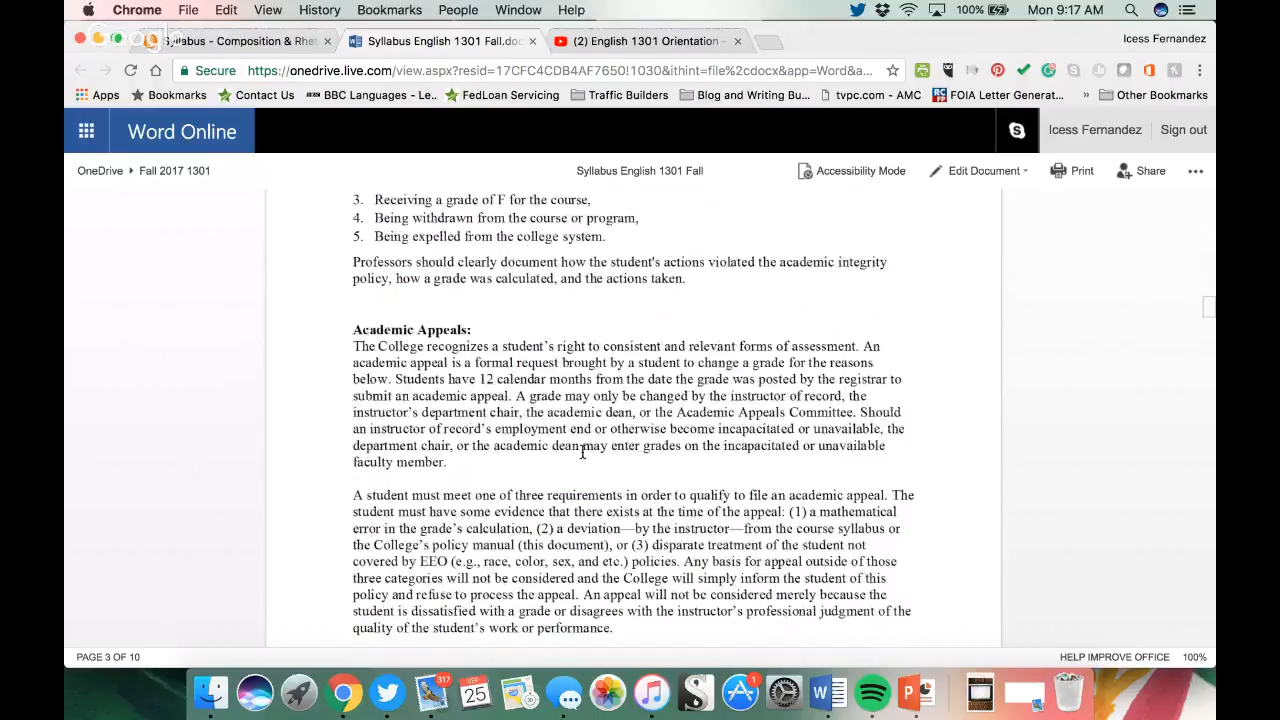 Chrome File Edit View History Bookmarks People Window Help 100% Mon 9:17 AM
Syllabus - Composition & Rhet × Syllabus English 1301 Fall.doc × (2) English 1301 Orientation - × Icess Fernandez
Secure https://onedrive.live.com/view.aspx?resid=17CFC4CDB4AF7650!1030&ithint=file%2cdocx&app=Word&a...
Apps Bookmarks Contact Us BBC Languages - Le... FedLoan Servicing Traffic Builders Blog and Writing Bu... tvpc.com - AMC FOIA Letter Generat... » Other Bookmarks
Word Online Icess Fernandez Sign out
OneDrive Fall 2017 1301 Syllabus English 1301 Fall Accessibility Mode Edit Document Print Share •••
3. Receiving a grade of F for the course,
4. Being withdrawn from the course or program,
5. Being expelled from the college system.
Professors should clearly document how the student's actions violated the academic integrity
policy, how a grade was calculated, and the actions taken.
Academic Appeals:
The College recognizes a student’s right to consistent and relevant forms of assessment. An
academic appeal is a formal request brought by a student to change a grade for the reasons
below. Students have 12 calendar months from the date the grade was posted by the registrar to
submit an academic appeal. A grade may only be changed by the instructor of record, the
instructor’s department chair, the academic dean, or the Academic Appeals Committee. Should
an instructor of record’s employment end or otherwise become incapacitated or unavailable, the
department chair, or the academic dean may enter grades on the incapacitated or unavailable
faculty member.
A student must meet one of three requirements in order to qualify to file an academic appeal. The
student must have some evidence that there exists at the time of the appeal: (1) a mathematical
error in the grade’s calculation, (2) a deviation—by the instructor—from the course syllabus or
the College’s policy manual (this document), or (3) disparate treatment of the student not
covered by EEO (e.g., race, color, sex, and etc.) policies. Any basis for appeal outside of those
three categories will not be considered and the College will simply inform the student of this
policy and refuse to process the appeal. An appeal will not be considered merely because the
student is dissatisfied with a grade or disagrees with the instructor’s professional judgment of the
quality of the student’s work or performance.
PAGE 3 OF 10 HELP IMPROVE OFFICE 100%
317 SEP 25 1